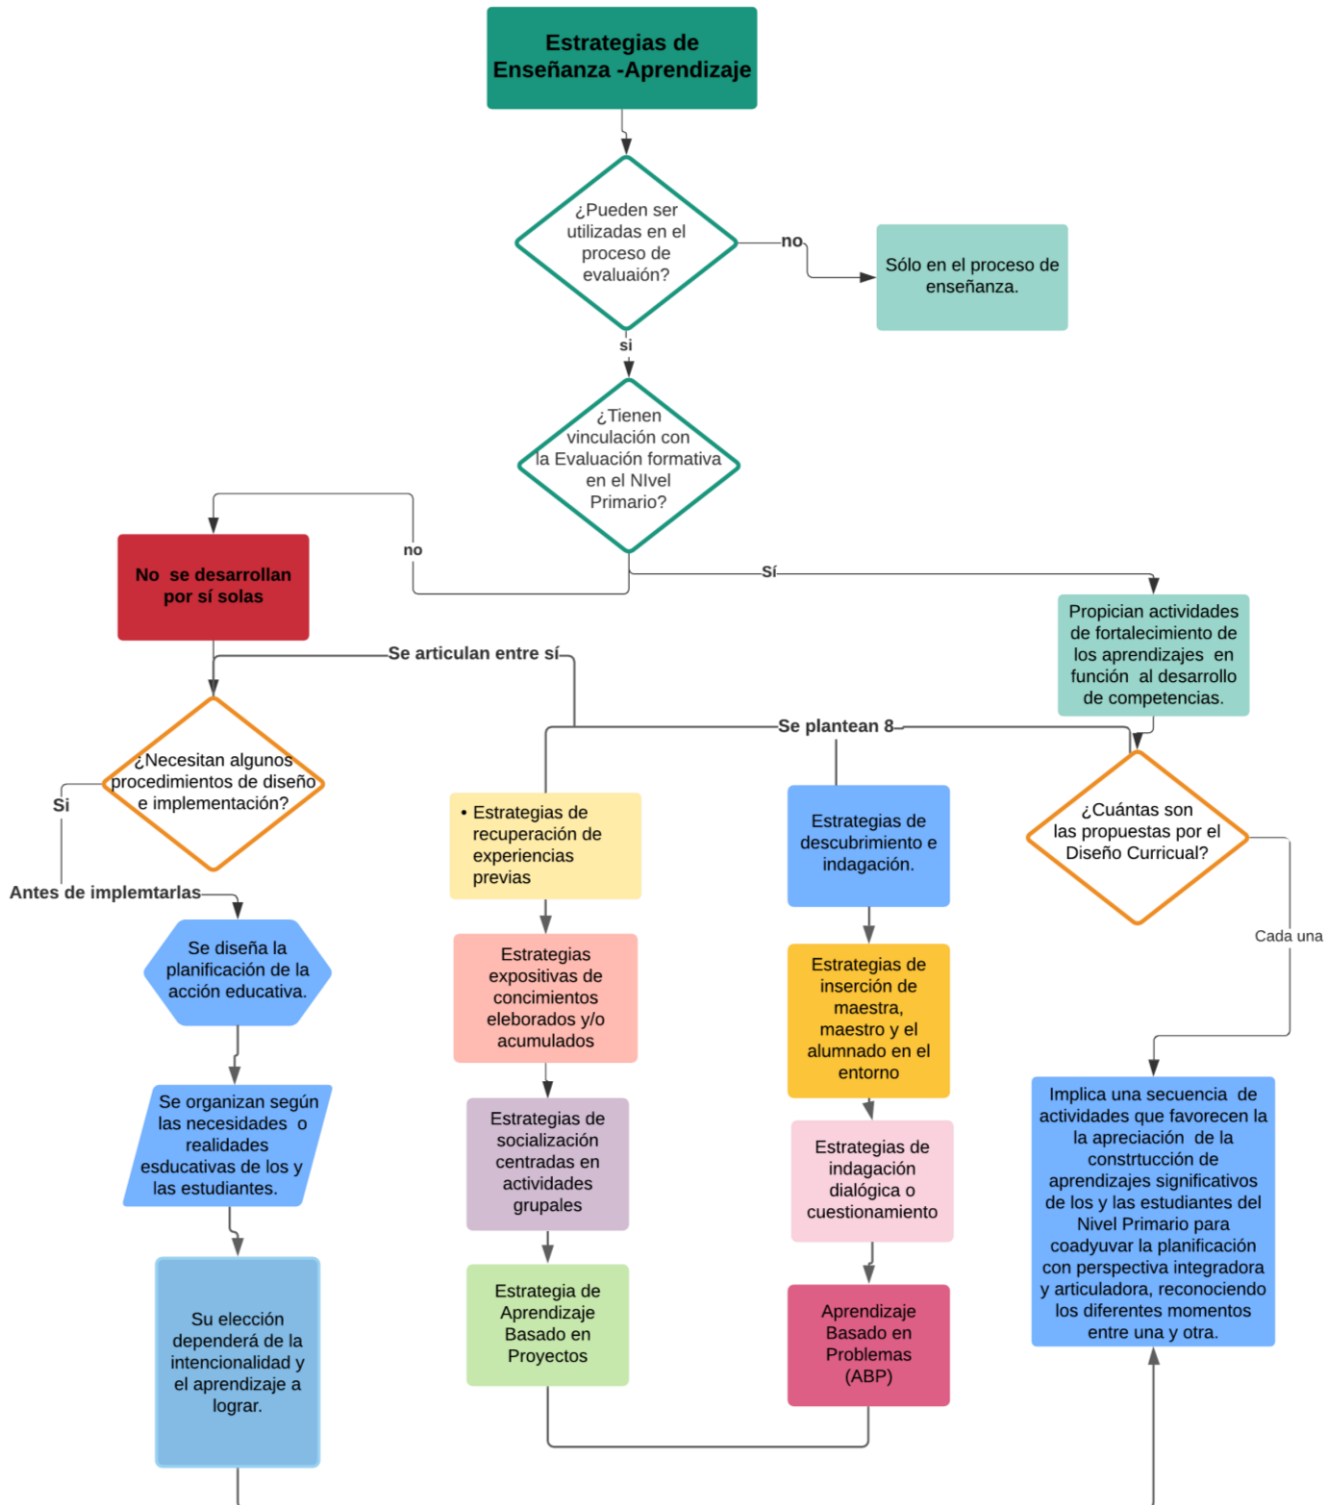 Estrategias de
Enseñanza -Aprendizaje
¿Pueden ser
utilizadas en el
proceso de
evaluaión?
no
Sólo en el proceso de
enseñanza.
si
¿Tienen
vinculación con
la Evaluación formativa
en el NIvel
Primario?
no
Sí
No se desarrollan
por sí solas
Propician actividades
de fortalecimiento de
los aprendizajes en
función al desarrollo
de competencias.
Se articulan entre sí
Se plantean 8
¿Necesitan algunos
procedimientos de diseño
e implementación?
Si
Antes de implemtarlas
Se diseña la
planificación de la
acción educativa.
Se organizan según
las necesidades o
realidades
esducativas de los y
las estudiantes.
Su elección
dependerá de la
intencionalidad y
el aprendizaje a
lograr.
• Estrategias de
recuperación de
experiencias
previas
Estrategias
expositivas de
concimientos
eleborados y/o
acumulados
Estrategias de
socialización
centradas en
actividades
grupales
Estrategia de
Aprendizaje
Basado en
Proyectos
Estrategias de
descubrimiento e
indagación.
Estrategias de
inserción de
maestra,
maestro y el
alumnado en el
entorno
Estrategias de
indagación
dialógica o
cuestionamiento
Aprendizaje
Basado en
Problemas
(ABP)
¿Cuántas son
las propuestas por el
Diseño Curricual?
Cada una
Implica una secuencia de
actividades que favorecen la
la apreciación de la
constrtucción de
aprendizajes significativos
de los y las estudiantes del
Nivel Primario para
coadyuvar la planificación
con perspectiva integradora
y articuladora, reconociendo
los diferentes momentos
entre una y otra.